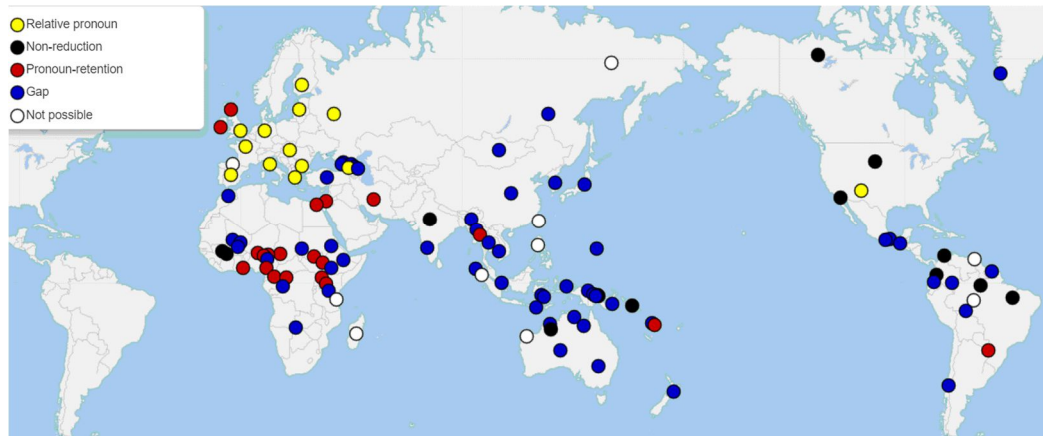 Relative pronoun
Non-reduction
Pronoun-retention
Gap
Not possible